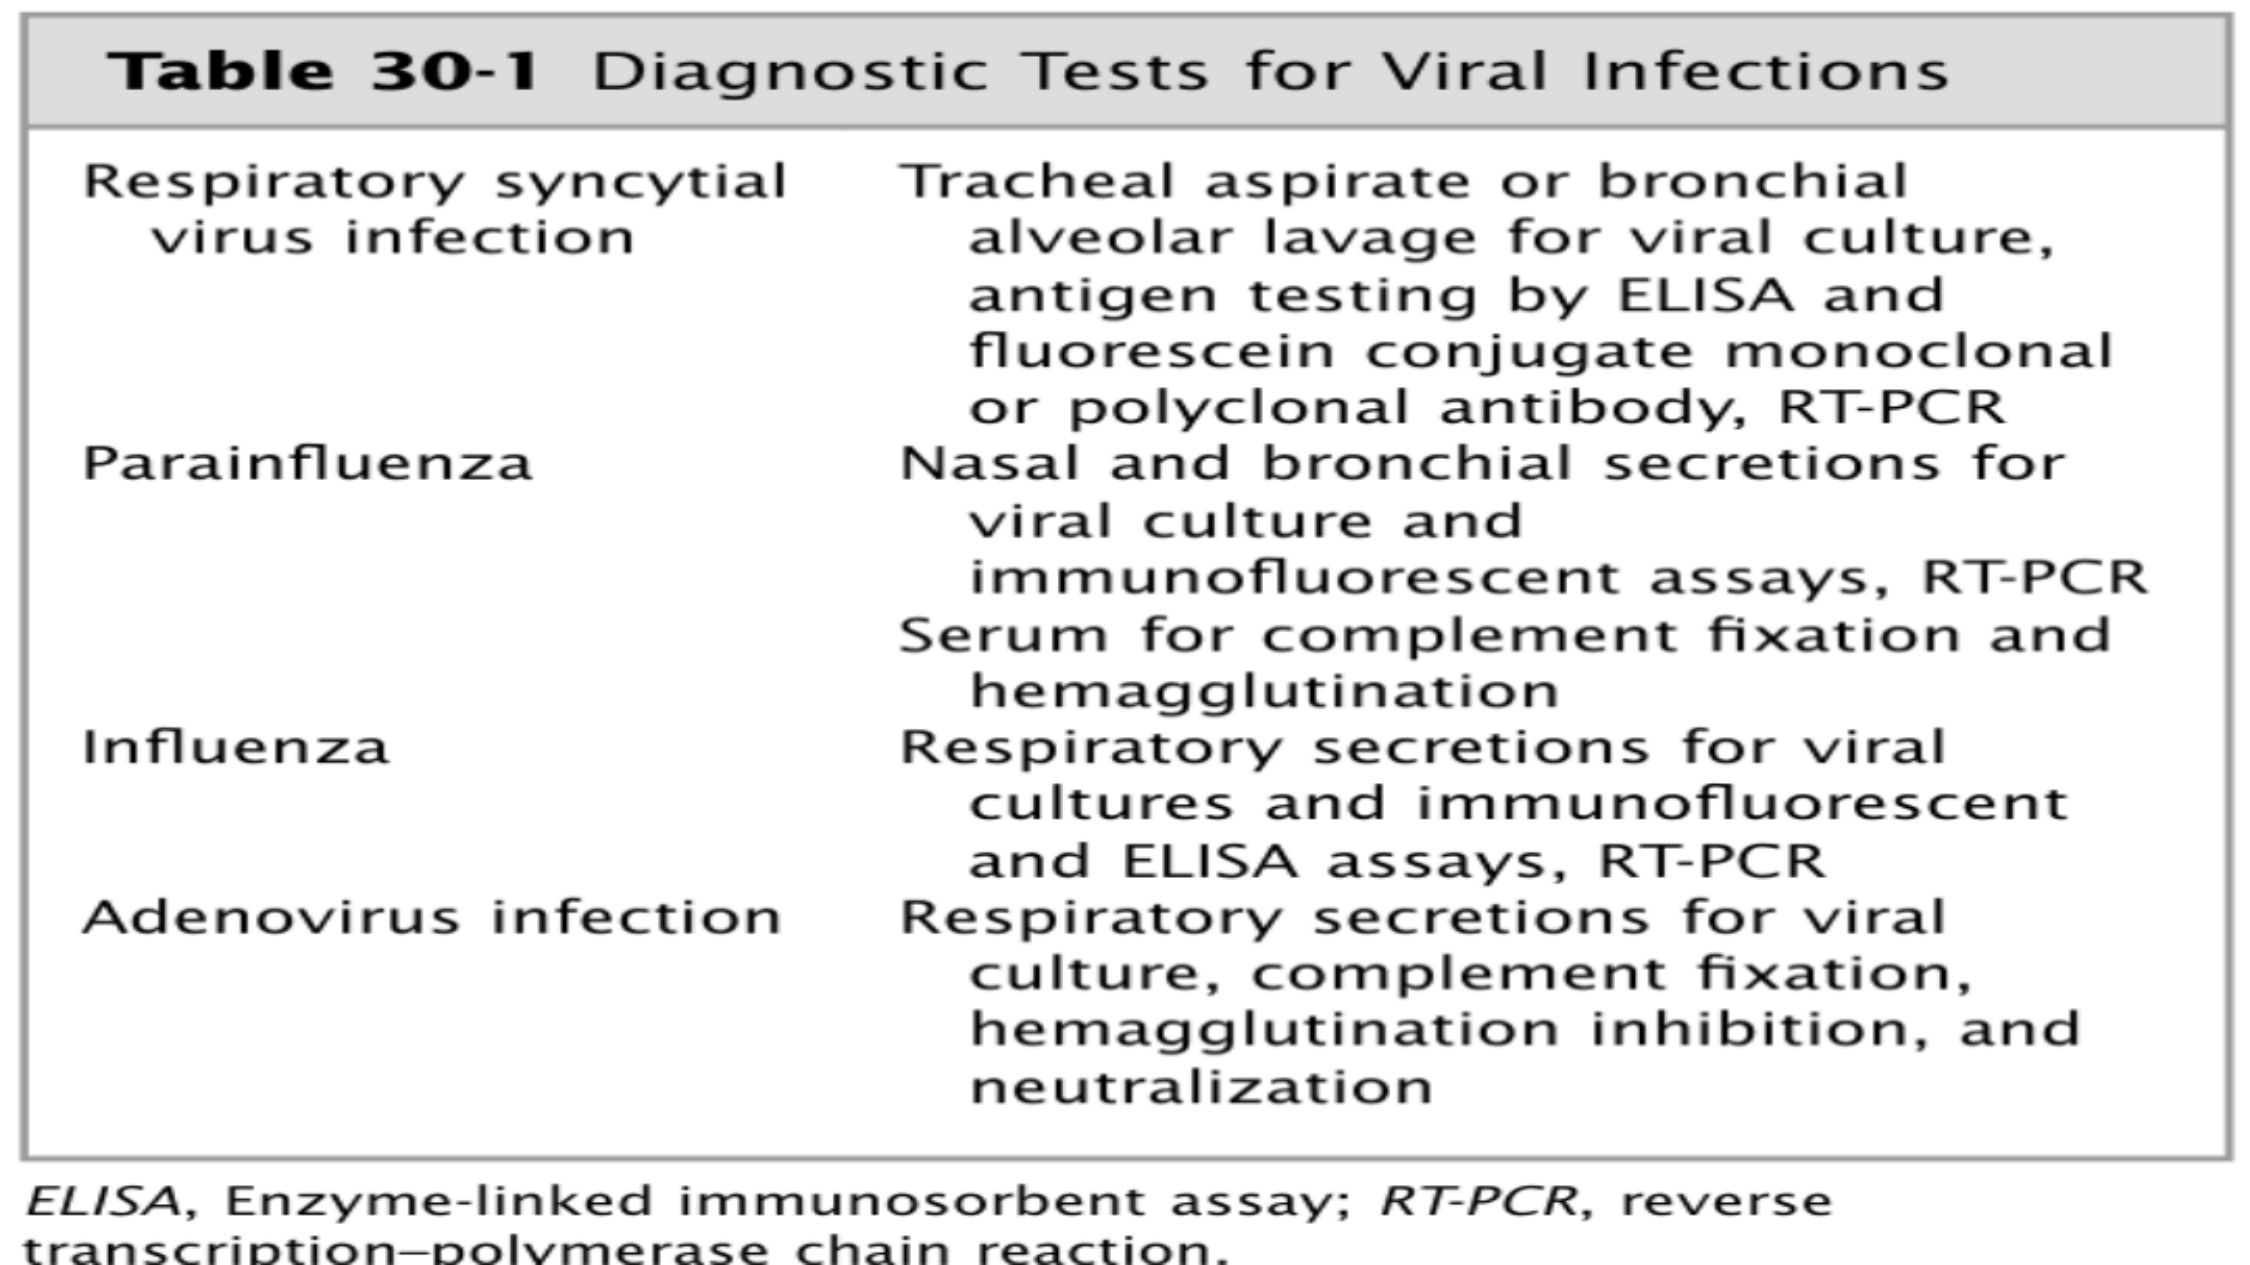 Table 30-1 Diagnostic Tests for Viral Infections
Respiratory syncytial
virus infection
Tracheal aspirate or bronchial
alveolar lavage for viral culture,
antigen testing by ELISA and
fluorescein conjugate monoclonal
or polyclonal antibody, RT-PCR
Parainfluenza
Nasal and bronchial secretions for
viral culture and
immunofluorescent assays, RT-PCR
Serum for complement fixation and
hemagglutination
Influenza
Respiratory secretions for viral
cultures and immunofluorescent
and ELISA assays, RT-PCR
Adenovirus infection
Respiratory secretions for viral
culture, complement fixation,
hemagglutination inhibition, and
neutralization
ELISA, Enzyme-linked immunosorbent assay; RT-PCR, reverse
transcription–polymerase chain reaction.